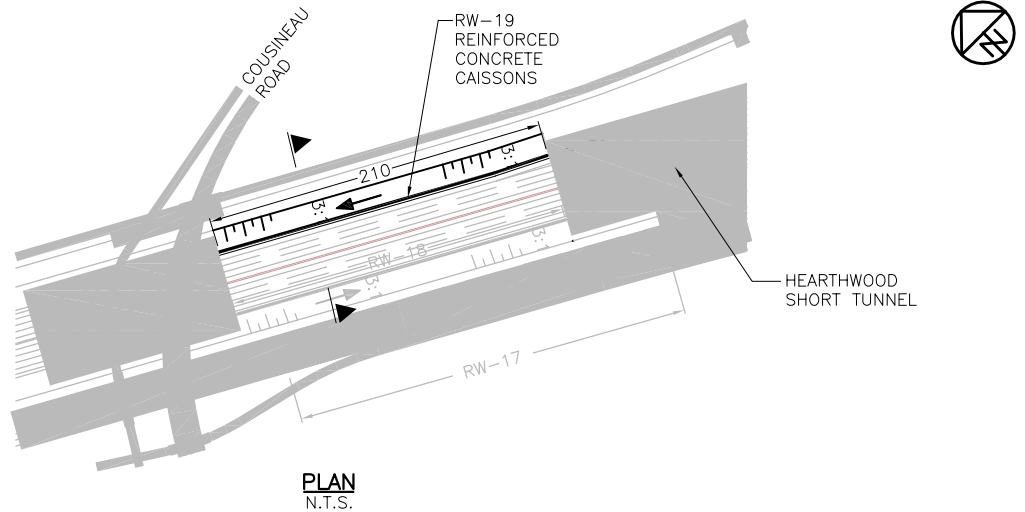 COUSINEAU
ROAD
RW-19
REINFORCED
CONCRETE
CAISSONS
210
3:1
3:1
RW-18
3:1
3:1
HEARTHWOOD
SHORT TUNNEL
RW-17
PLAN
N.T.S.